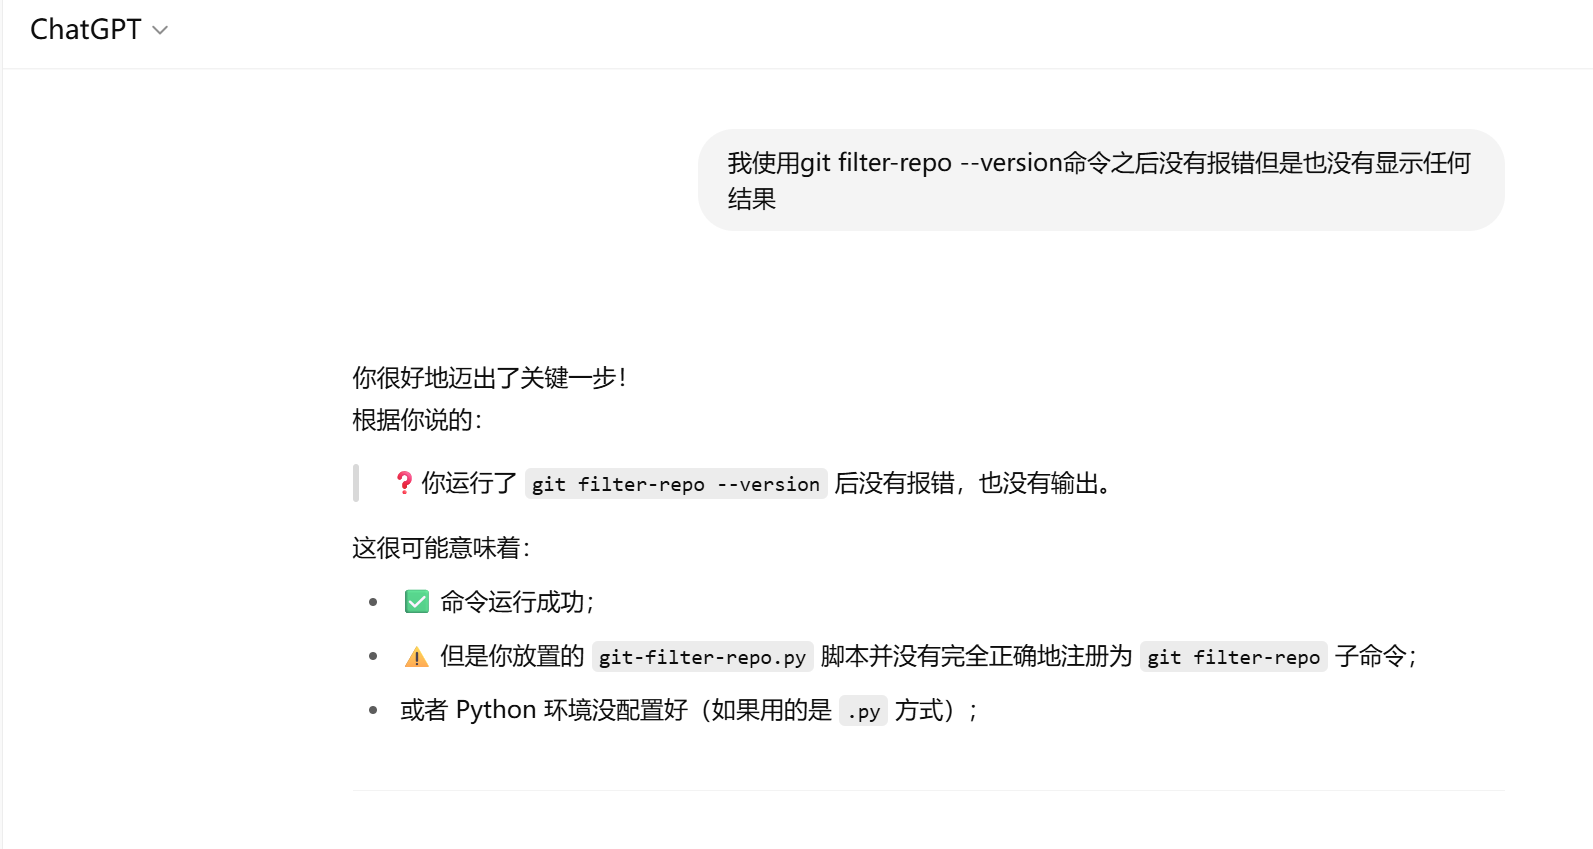 ChatGPT
我使用git filter-repo --version命令之后没有报错但是也没有显示任何
结果
你很好地迈出了关键一步！
根据你说的：
❓ 你运行了 git filter-repo --version 后没有报错，也没有输出。
这很可能意味着：
• ✅ 命令运行成功；
• ⚠️ 但是你放置的 git-filter-repo.py 脚本并没有完全正确地注册为 git filter-repo 子命令；
• 或者 Python 环境没配置好（如果用的是 .py 方式）；